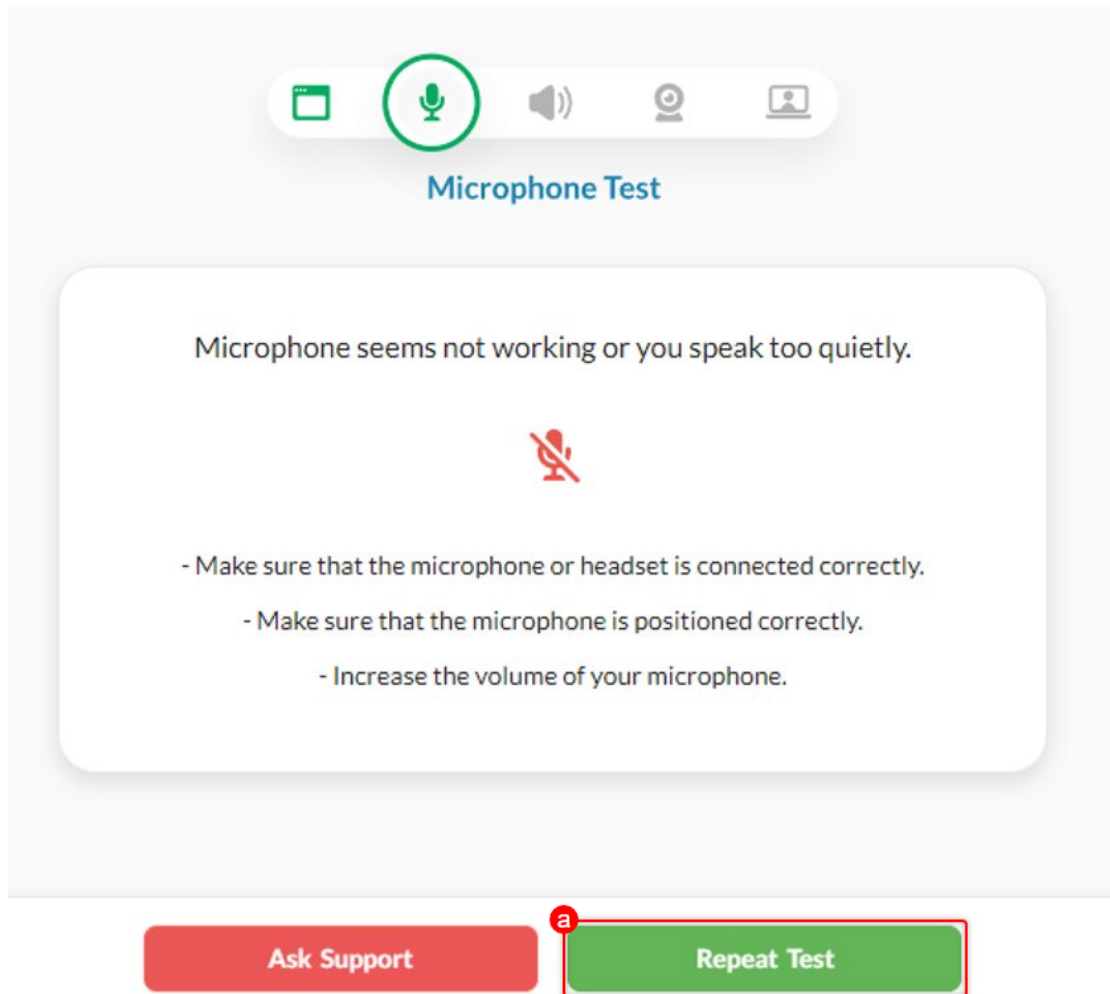 Microphone Test
Microphone seems not working or you speak too quietly.
- Make sure that the microphone or headset is connected correctly.
- Make sure that the microphone is positioned correctly.
- Increase the volume of your microphone.
a
Ask Support
Repeat Test